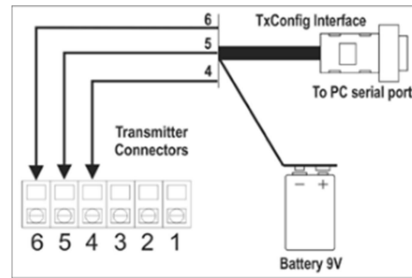 6
TxConfig Interface
5
4
To PC serial port
Transmitter
Connectors
− +
6 5 4 3 2 1
Battery 9V